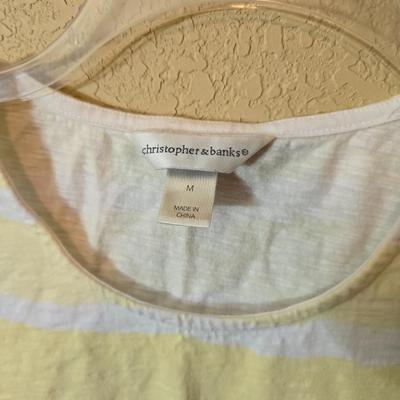 christopher & banks®
M
MADE IN
CHINA